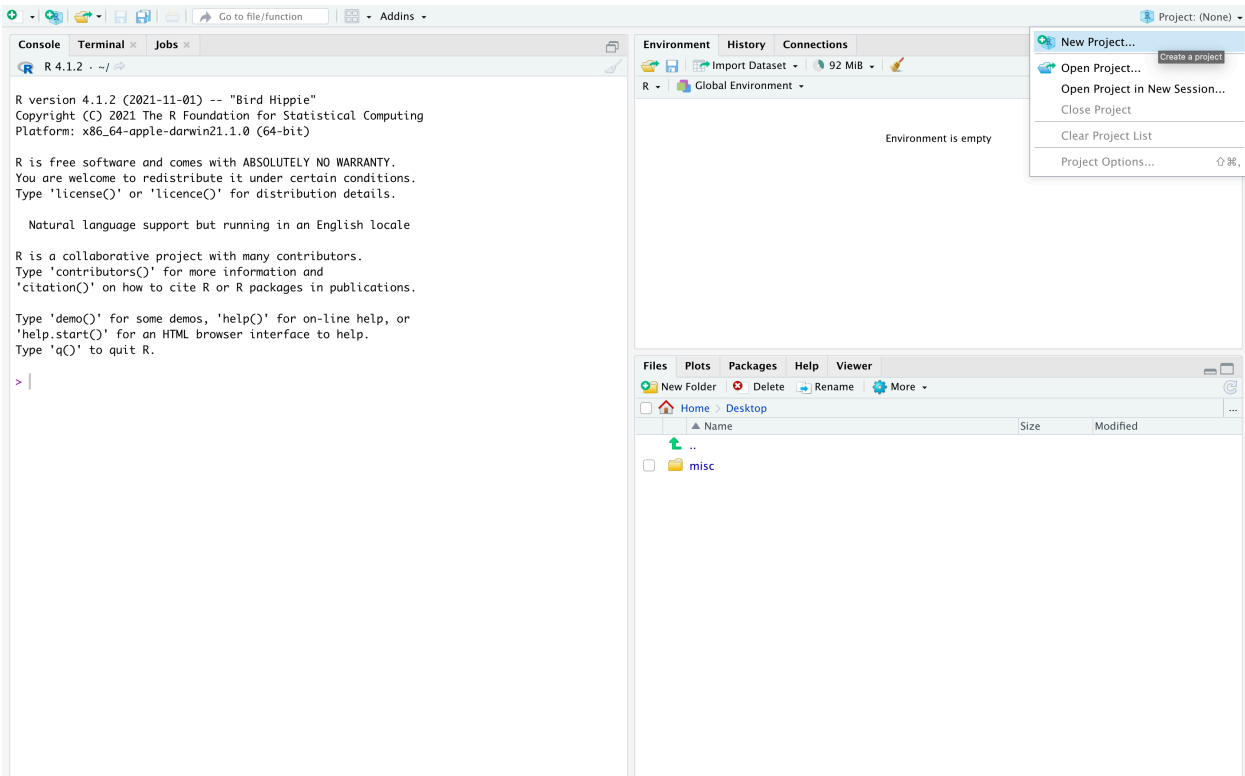 Go to file/function Addins Project: (None)
Console Terminal Jobs
R 4.1.2 · ~/
R version 4.1.2 (2021-11-01) -- "Bird Hippie"
Copyright (C) 2021 The R Foundation for Statistical Computing
Platform: x86_64-apple-darwin21.1.0 (64-bit)
R is free software and comes with ABSOLUTELY NO WARRANTY.
You are welcome to redistribute it under certain conditions.
Type 'license()' or 'licence()' for distribution details.
Natural language support but running in an English locale
R is a collaborative project with many contributors.
Type 'contributors()' for more information and
'citation()' on how to cite R or R packages in publications.
Type 'demo()' for some demos, 'help()' for on-line help, or
'help.start()' for an HTML browser interface to help.
Type 'q()' to quit R.
>
Environment History Connections
Import Dataset 92 MiB
R Global Environment
Environment is empty
New Project...
Create a project
Open Project...
Open Project in New Session...
Close Project
Clear Project List
Project Options... ⇧⌘,
Files Plots Packages Help Viewer
New Folder Delete Rename More
Home Desktop ...
Name Size Modified
..
misc